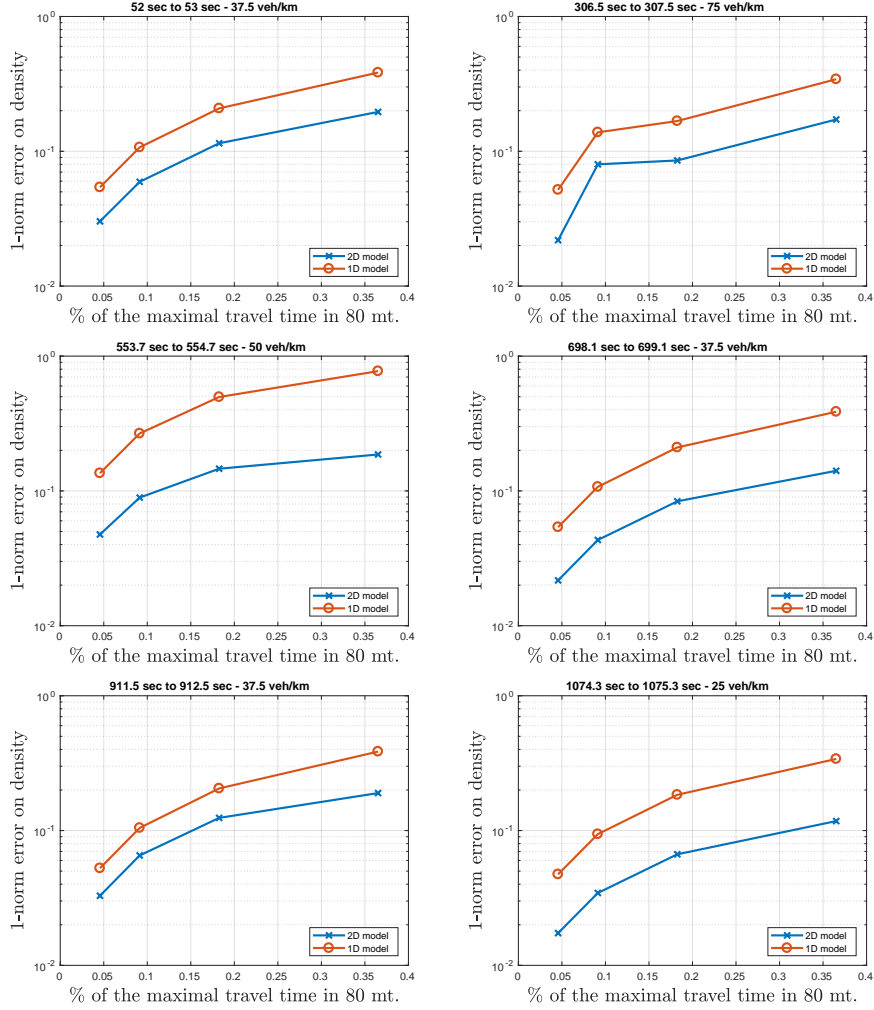 52 sec to 53 sec - 37.5 veh/km
1-norm error on density
10^0
10^-1
10^-2
0 0.05 0.1 0.15 0.2 0.25 0.3 0.35 0.4
% of the maximal travel time in 80 mt.
2D model
1D model
306.5 sec to 307.5 sec - 75 veh/km
1-norm error on density
10^0
10^-1
10^-2
0 0.05 0.1 0.15 0.2 0.25 0.3 0.35 0.4
% of the maximal travel time in 80 mt.
2D model
1D model
553.7 sec to 554.7 sec - 50 veh/km
1-norm error on density
10^0
10^-1
10^-2
0 0.05 0.1 0.15 0.2 0.25 0.3 0.35 0.4
% of the maximal travel time in 80 mt.
2D model
1D model
698.1 sec to 699.1 sec - 37.5 veh/km
1-norm error on density
10^0
10^-1
10^-2
0 0.05 0.1 0.15 0.2 0.25 0.3 0.35 0.4
% of the maximal travel time in 80 mt.
2D model
1D model
911.5 sec to 912.5 sec - 37.5 veh/km
1-norm error on density
10^0
10^-1
10^-2
0 0.05 0.1 0.15 0.2 0.25 0.3 0.35 0.4
% of the maximal travel time in 80 mt.
2D model
1D model
1074.3 sec to 1075.3 sec - 25 veh/km
1-norm error on density
10^0
10^-1
10^-2
0 0.05 0.1 0.15 0.2 0.25 0.3 0.35 0.4
% of the maximal travel time in 80 mt.
2D model
1D model